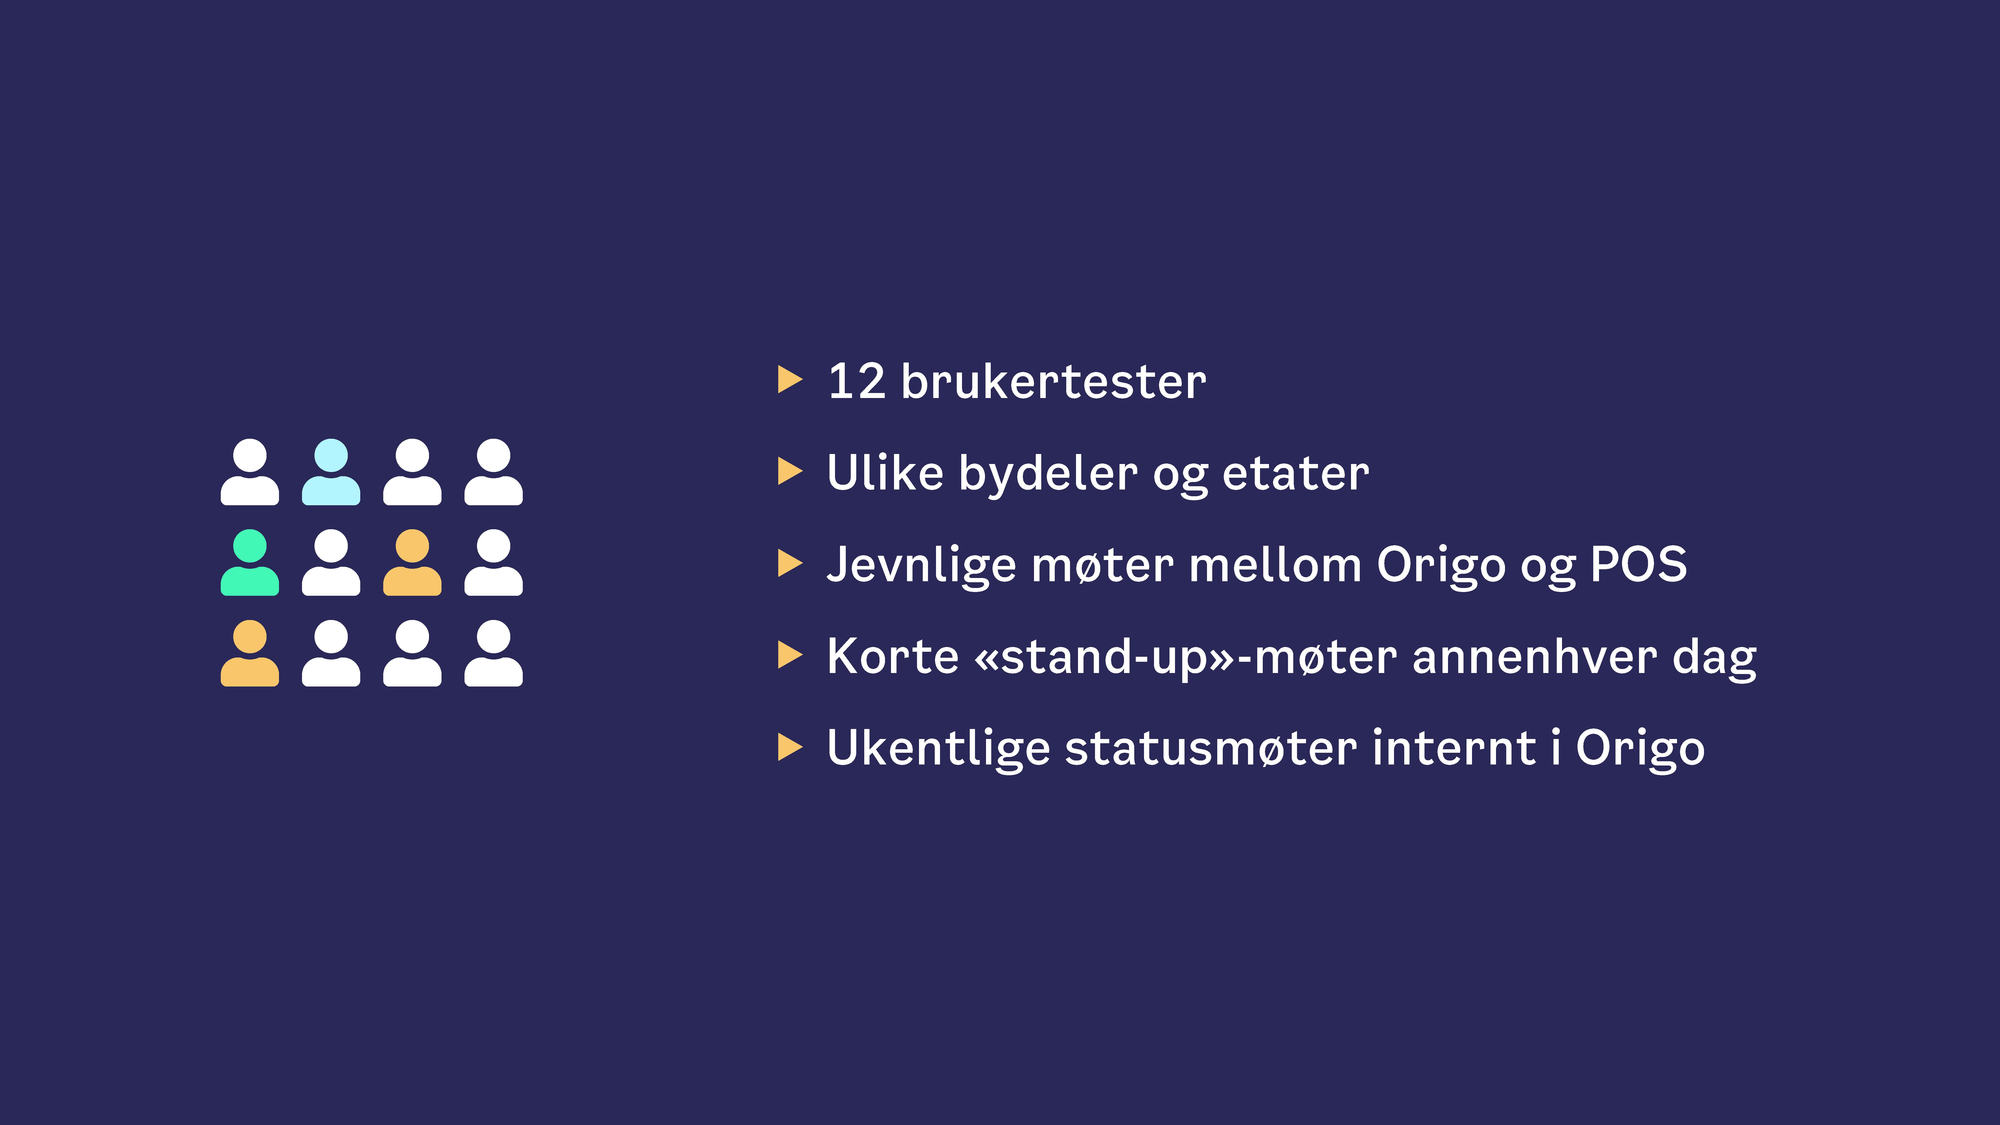 12 brukertester
Ulike bydeler og etater
Jevnlige møter mellom Origo og POS
Korte «stand-up»-møter annenhver dag
Ukentlige statusmøter internt i Origo